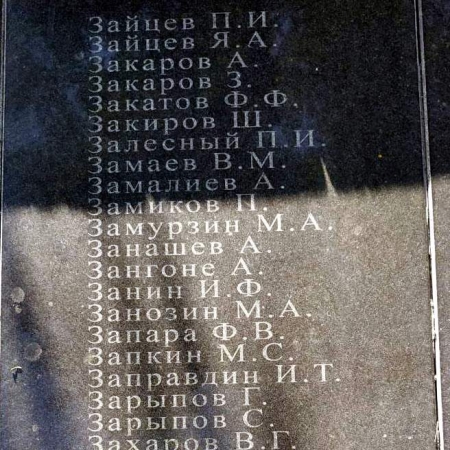 Зайцев П.И.
Зайцев Я.А.
Закаров А.
Закаров З.
Закатов Ф.Ф.
Закиров Ш.
Залесный П.И.
Замаев В.М.
Замалиев А.
Замиков П.
Замурзин М.А.
Занашев А.
Зангоне А.
Занин И.Ф.
Занозин М.А.
Запара Ф.В.
Запкин М.С.
Заправдин И.Т.
Зарыпов Г.
Зарыпов С.
Захаров В.Г.